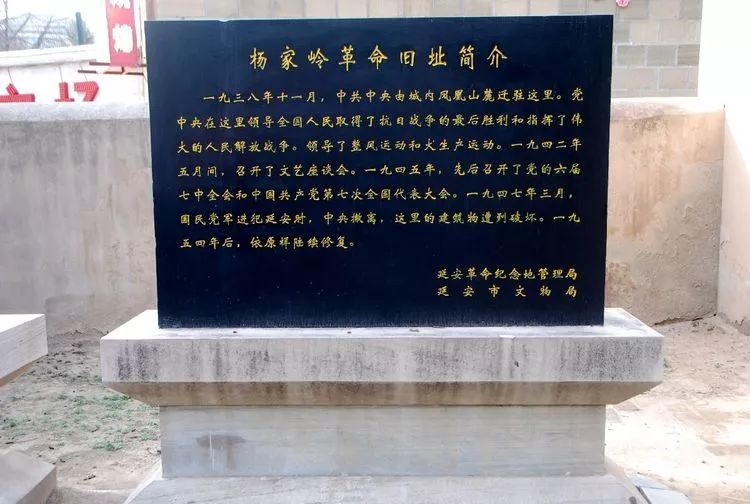 杨家岭革命旧址简介
一九三八年十一月，中共中央由城内凤凰山麓迁驻这里。党
中央在这里领导全国人民取得了抗日战争的最后胜利和指挥了伟
大的人民解放战争。领导了整风运动和大生产运动。一九四二年
五月间，召开了文艺座谈会。一九四五年，先后召开了党的六届
七中全会和中国共产党第七次全国代表大会。一九四七年三月，
国民党军进犯延安时，中央撤离，这里的建筑物遭到破坏。一九
五四年后，依原样陆续修复。
延安革命纪念地管理局
延安市文物局